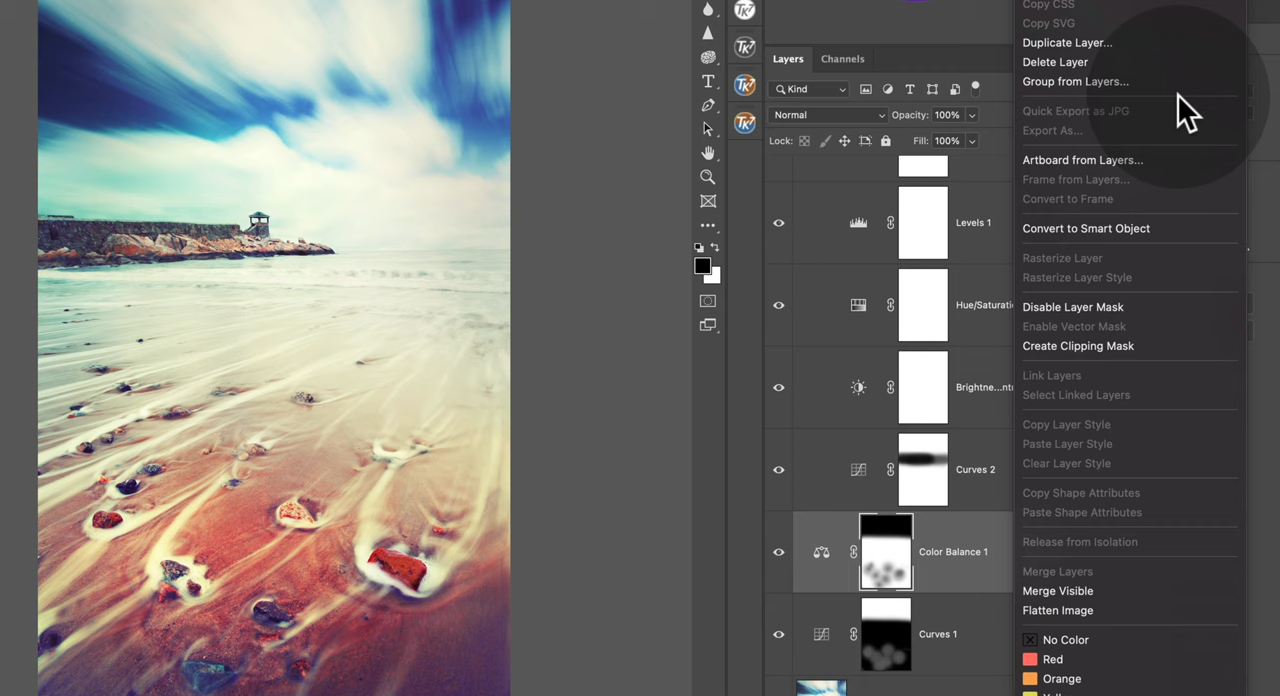 TK7
TK7
TK7
TK7
T
Layers
Channels
Kind
T
Normal
Opacity: 100%
Lock:
Fill: 100%
Levels 1
Hue/Saturati
Brightne...nt
Curves 2
Color Balance 1
Curves 1
Copy CSS
Copy SVG
Duplicate Layer...
Delete Layer
Group from Layers...
Quick Export as JPG
Export As...
Artboard from Layers...
Frame from Layers...
Convert to Frame
Convert to Smart Object
Rasterize Layer
Rasterize Layer Style
Disable Layer Mask
Enable Vector Mask
Create Clipping Mask
Link Layers
Select Linked Layers
Copy Layer Style
Paste Layer Style
Clear Layer Style
Copy Shape Attributes
Paste Shape Attributes
Release from Isolation
Merge Layers
Merge Visible
Flatten Image
No Color
Red
Orange